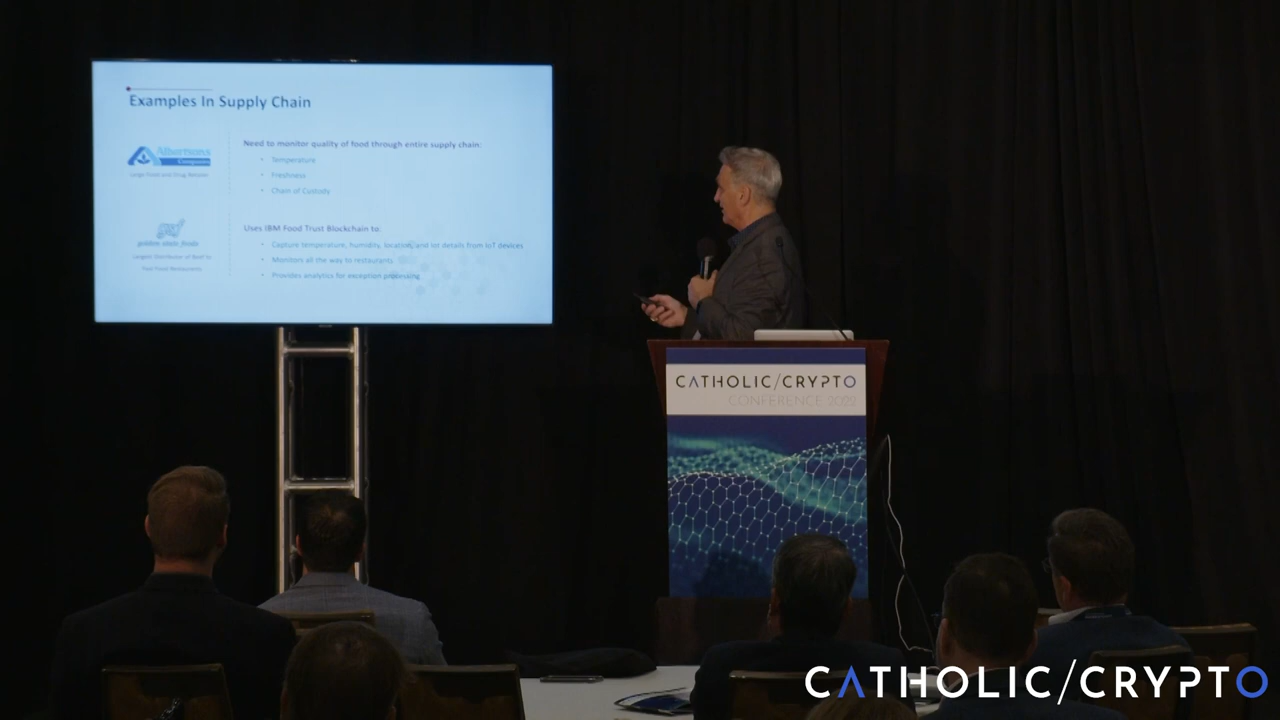 Examples In Supply Chain
Albertsons
Companies
Large Food and Drug Retailer
Need to monitor quality of food through entire supply chain:
• Temperature
• Freshness
• Chain of Custody
golden state foods
Largest Distributor of Beef to
Fast Food Restaurants
Uses IBM Food Trust Blockchain to:
• Capture temperature, humidity, location, and lot details from IoT devices
• Monitors all the way to restaurants
• Provides analytics for exception processing
CATHOLIC/CRYPTO
CONFERENCE 2022
CATHOLIC/CRYPTO